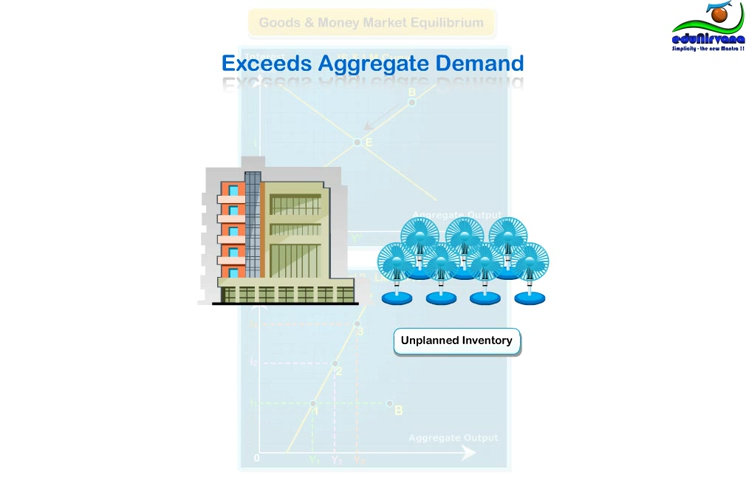 Goods & Money Market Equilibrium
eduNirvana
Simplicity - the new Mantra !!
Exceeds Aggregate Demand
B
E
Aggregate Output
3
Unplanned Inventory
2
1
B
Aggregate Output
0